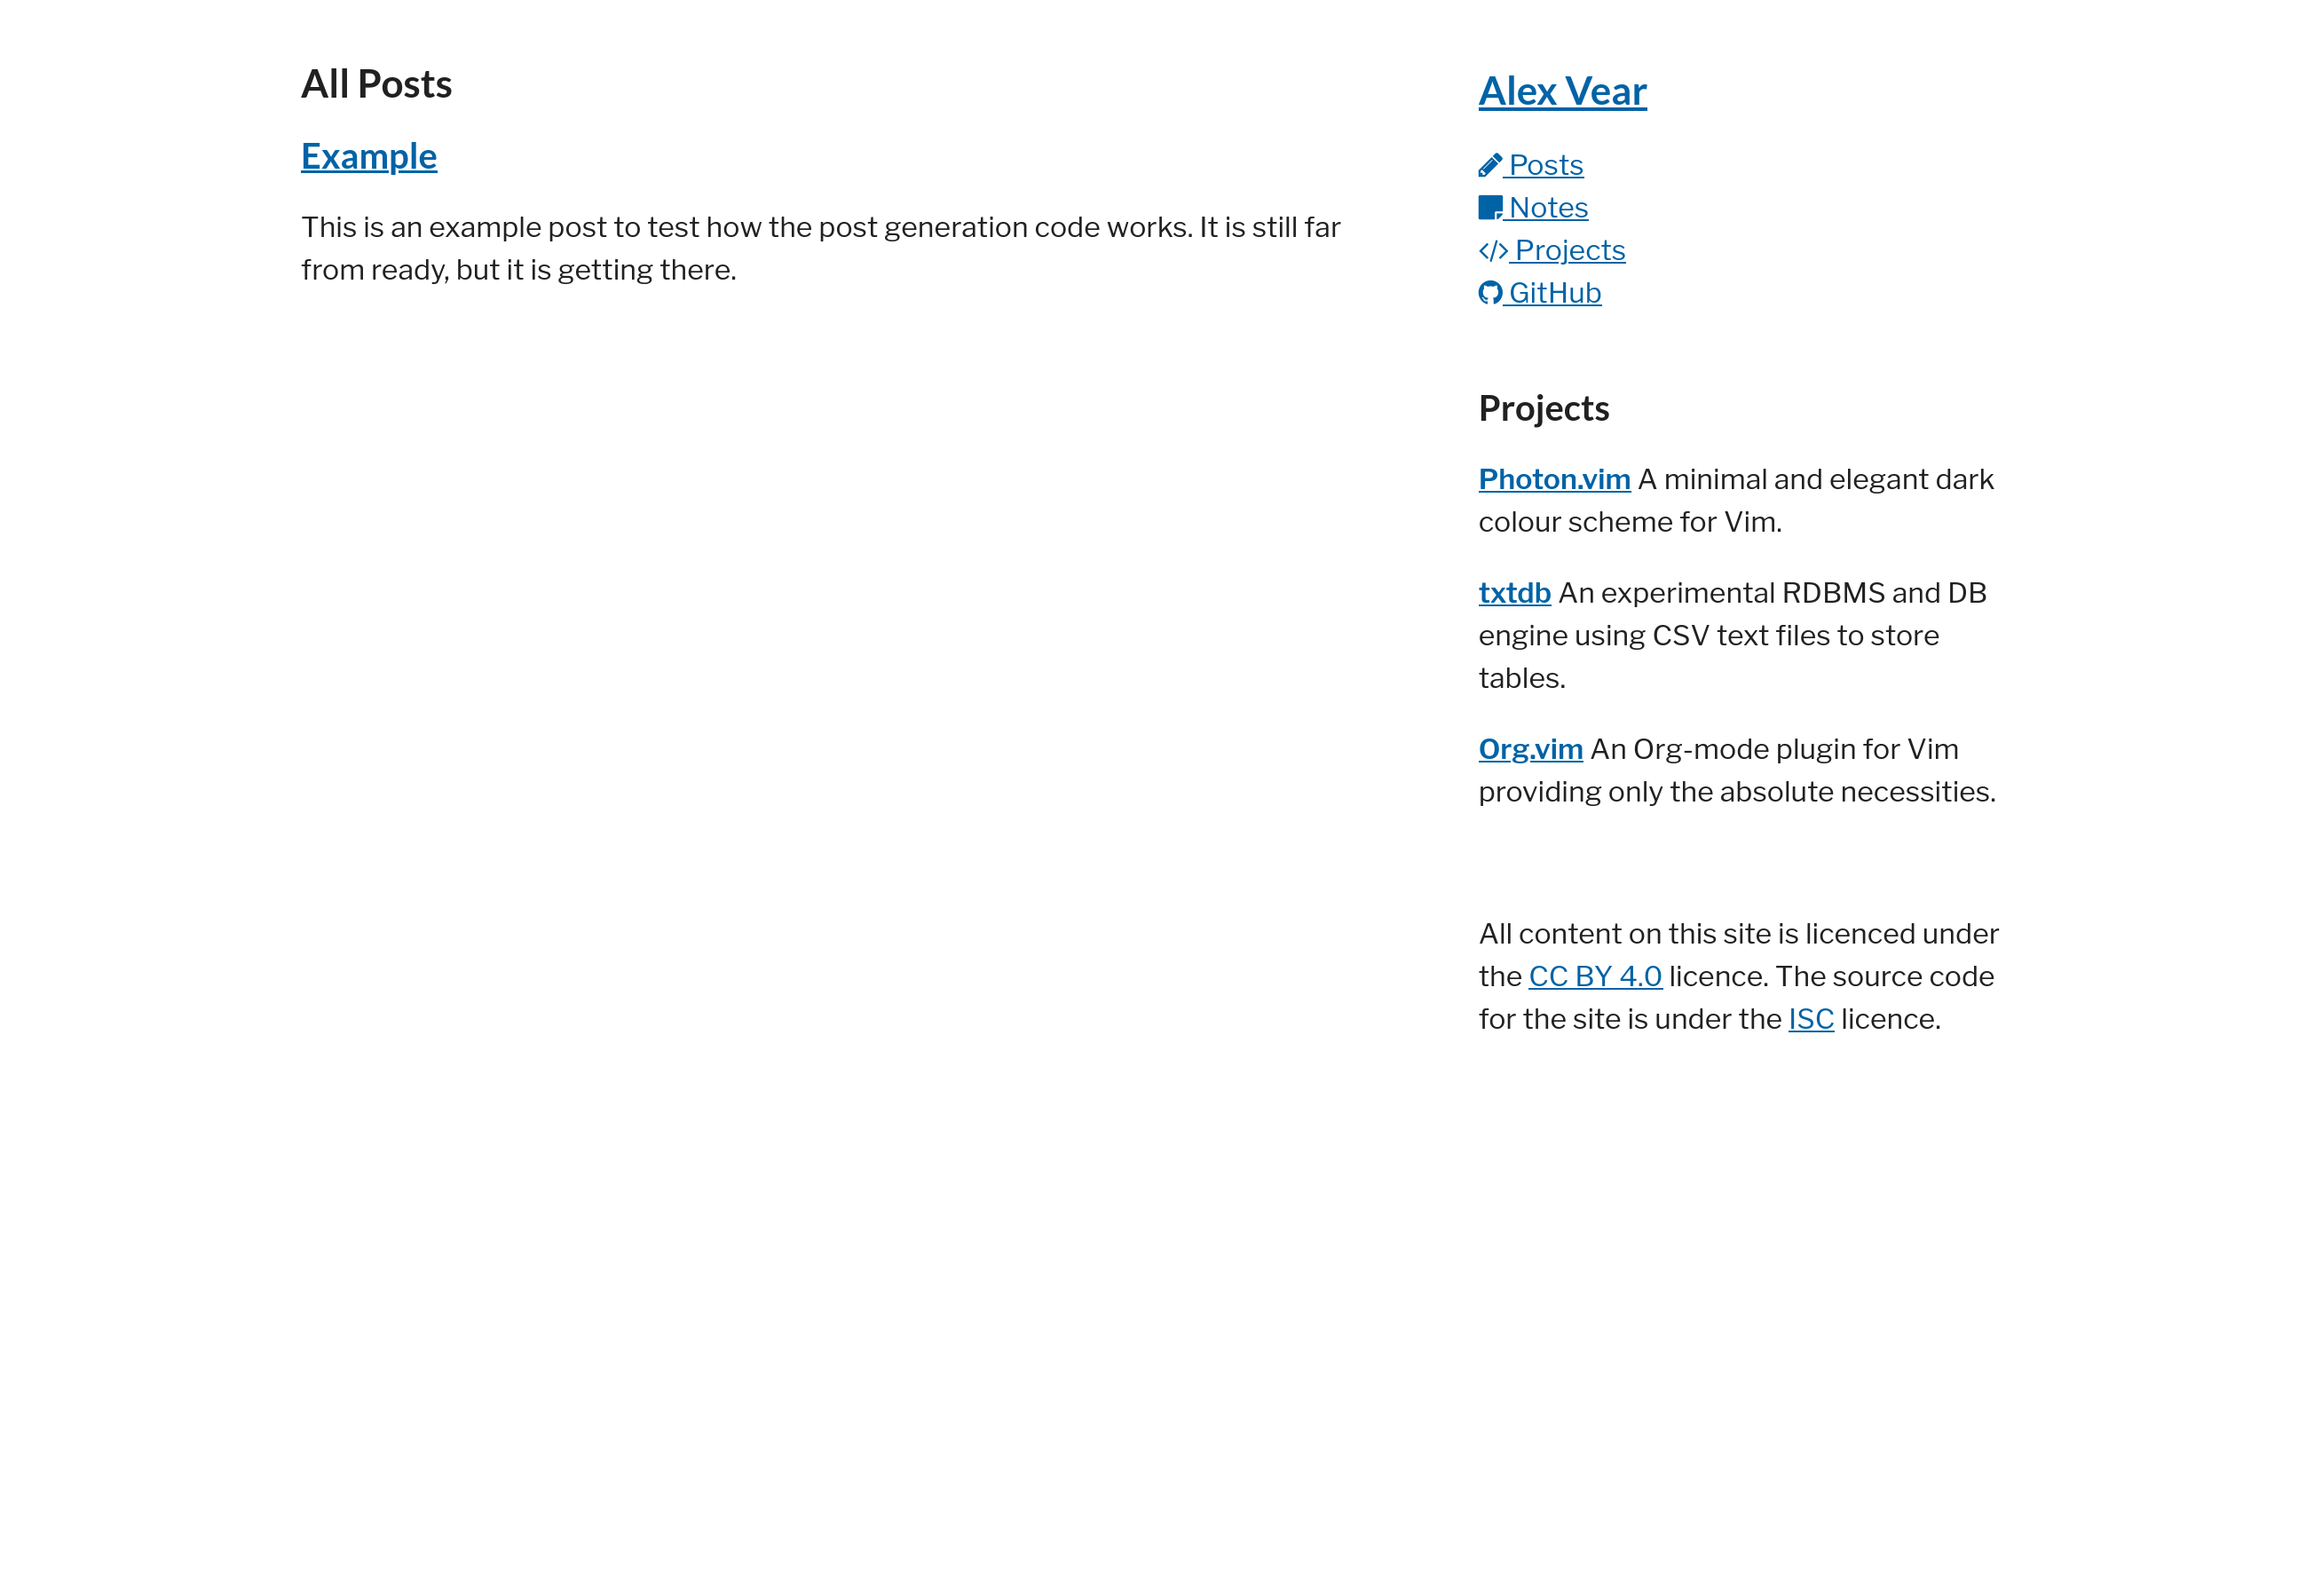 All Posts
Example
This is an example post to test how the post generation code works. It is still far
from ready, but it is getting there.
Alex Vear
Posts
Notes
Projects
GitHub
Projects
Photon.vim A minimal and elegant dark
colour scheme for Vim.
txtdb An experimental RDBMS and DB
engine using CSV text files to store
tables.
Org.vim An Org-mode plugin for Vim
providing only the absolute necessities.
All content on this site is licenced under
the CC BY 4.0 licence. The source code
for the site is under the ISC licence.